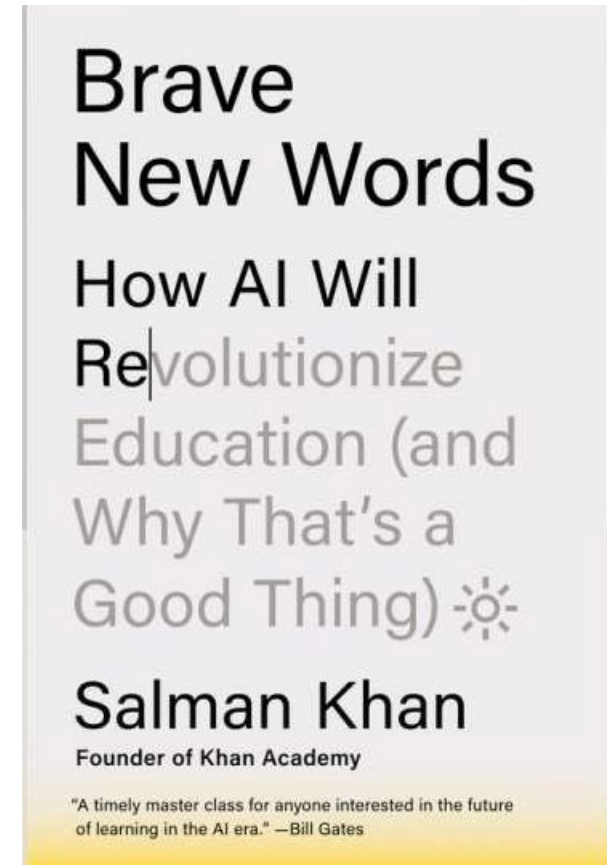 Brave
New Words
How AI Will
Revolutionize
Education (and
Why That’s a
Good Thing)
Salman Khan
Founder of Khan Academy
“A timely master class for anyone interested in the future
of learning in the AI era.” —Bill Gates